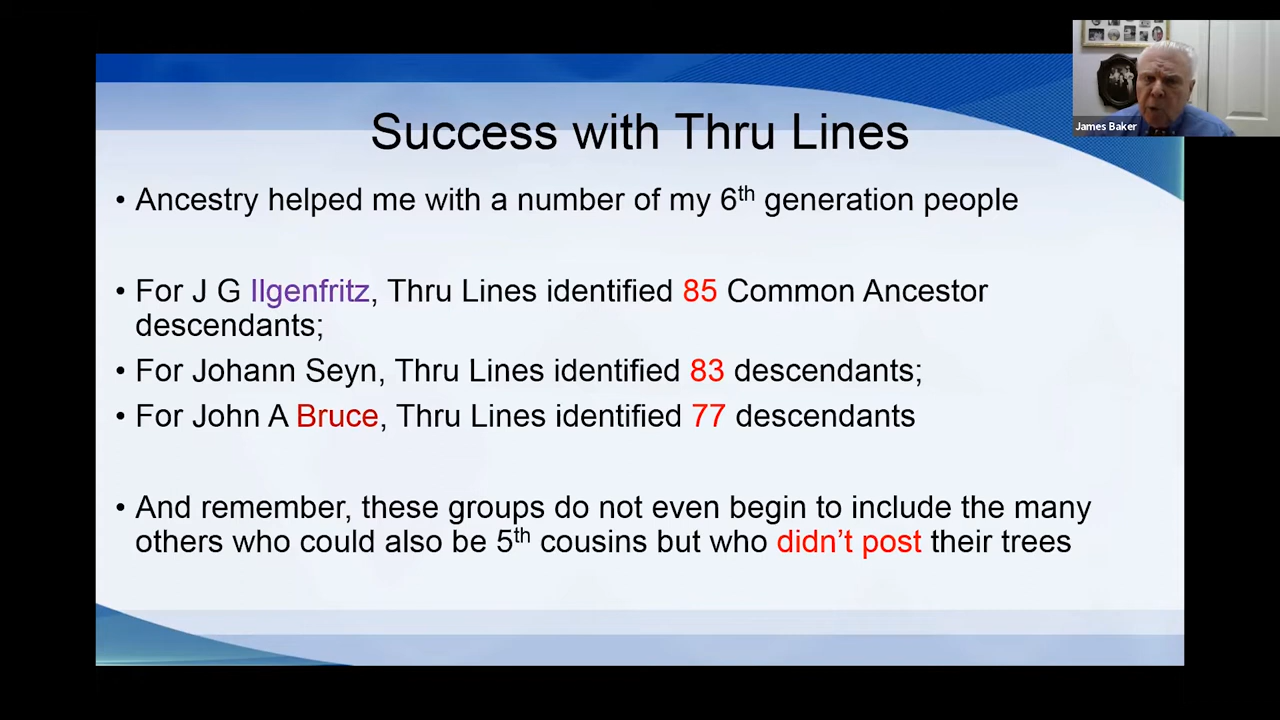 James Baker
Success with Thru Lines
• Ancestry helped me with a number of my 6th generation people
• For J G Ilgenfritz, Thru Lines identified 85 Common Ancestor
descendants;
• For Johann Seyn, Thru Lines identified 83 descendants;
• For John A Bruce, Thru Lines identified 77 descendants
• And remember, these groups do not even begin to include the many
others who could also be 5th cousins but who didn’t post their trees